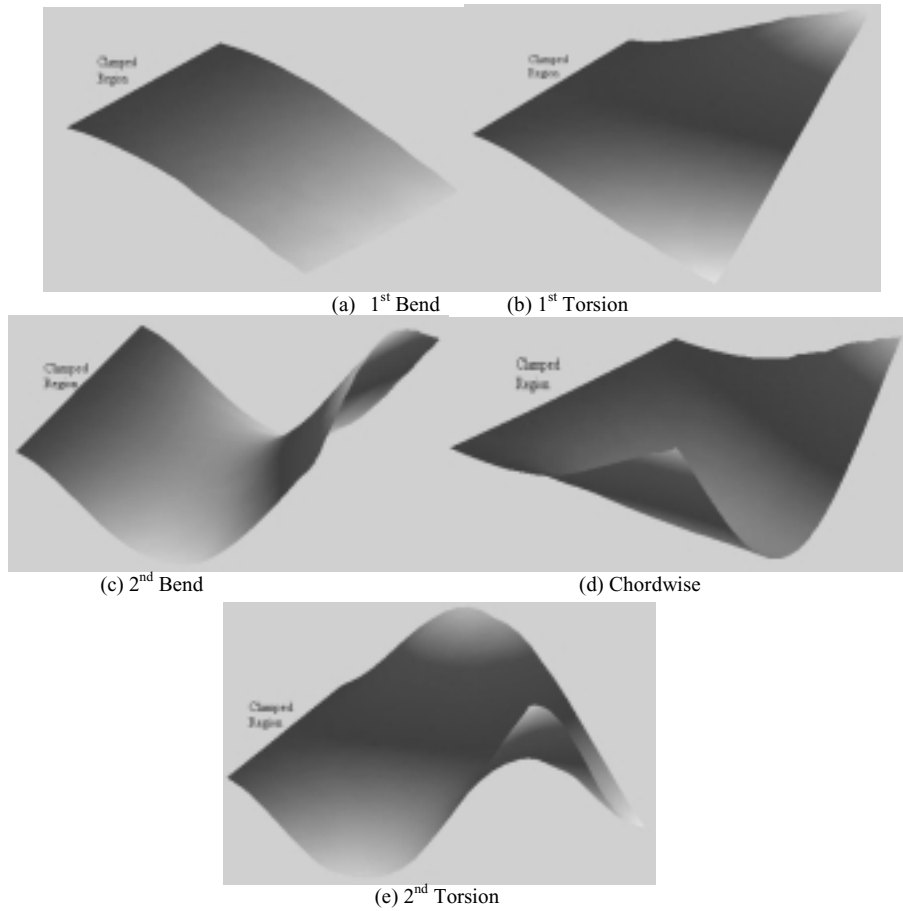 Clamped
Region
Clamped
Region
(a) 1st Bend
(b) 1st Torsion
Clamped
Region
Clamped
Region
(c) 2nd Bend
(d) Chordwise
Clamped
Region
(e) 2nd Torsion